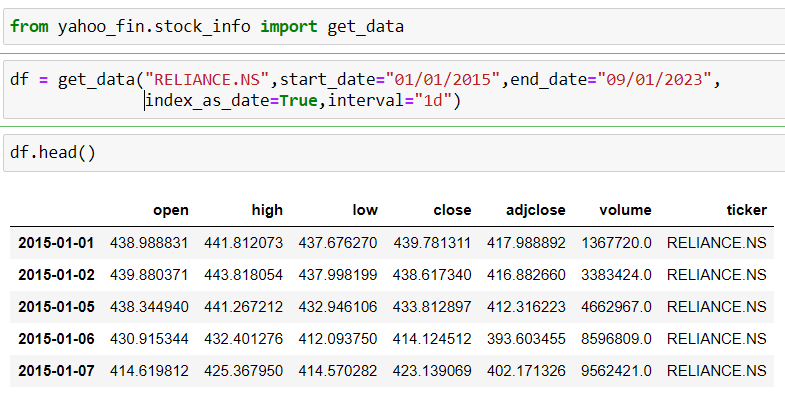 from yahoo_fin.stock_info import get_data
df = get_data("RELIANCE.NS",start_date="01/01/2015",end_date="09/01/2023",
index_as_date=True,interval="1d")
df.head()
open high low close adjclose volume ticker
2015-01-01 438.988831 441.812073 437.676270 439.781311 417.988892 1367720.0 RELIANCE.NS
2015-01-02 439.880371 443.818054 437.998199 438.617340 416.882660 3383424.0 RELIANCE.NS
2015-01-05 438.344940 441.267212 432.946106 433.812897 412.316223 4662967.0 RELIANCE.NS
2015-01-06 430.915344 432.401276 412.093750 414.124512 393.603455 8596809.0 RELIANCE.NS
2015-01-07 414.619812 425.367950 414.570282 423.139069 402.171326 9562421.0 RELIANCE.NS